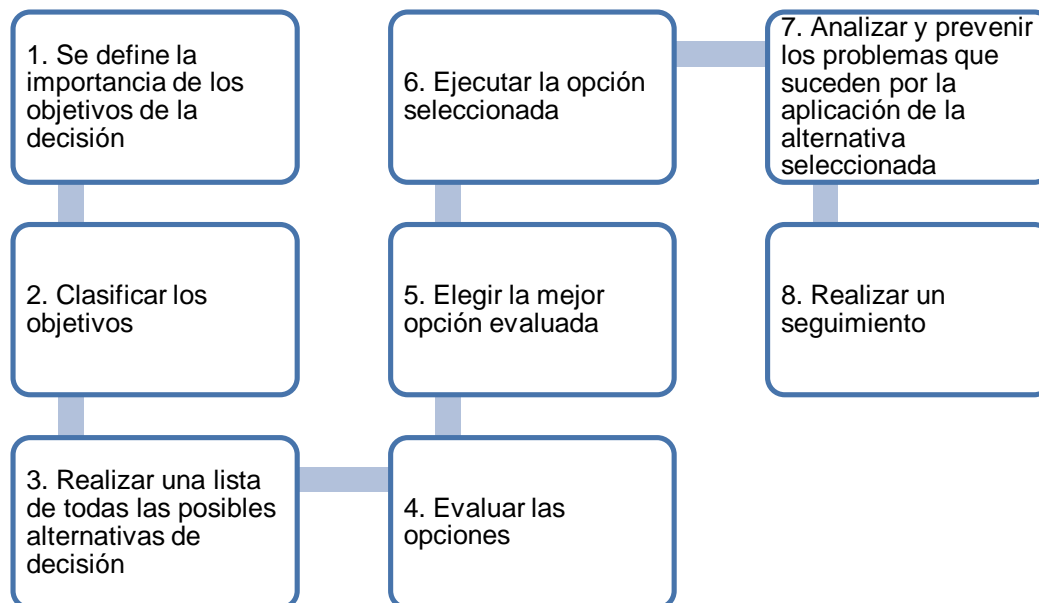 1. Se define la
importancia de los
objetivos de la
decisión
2. Clasificar los
objetivos
3. Realizar una lista
de todas las posibles
alternativas de
decisión
4. Evaluar las
opciones
5. Elegir la mejor
opción evaluada
6. Ejecutar la opción
seleccionada
7. Analizar y prevenir
los problemas que
suceden por la
aplicación de la
alternativa
seleccionada
8. Realizar un
seguimiento